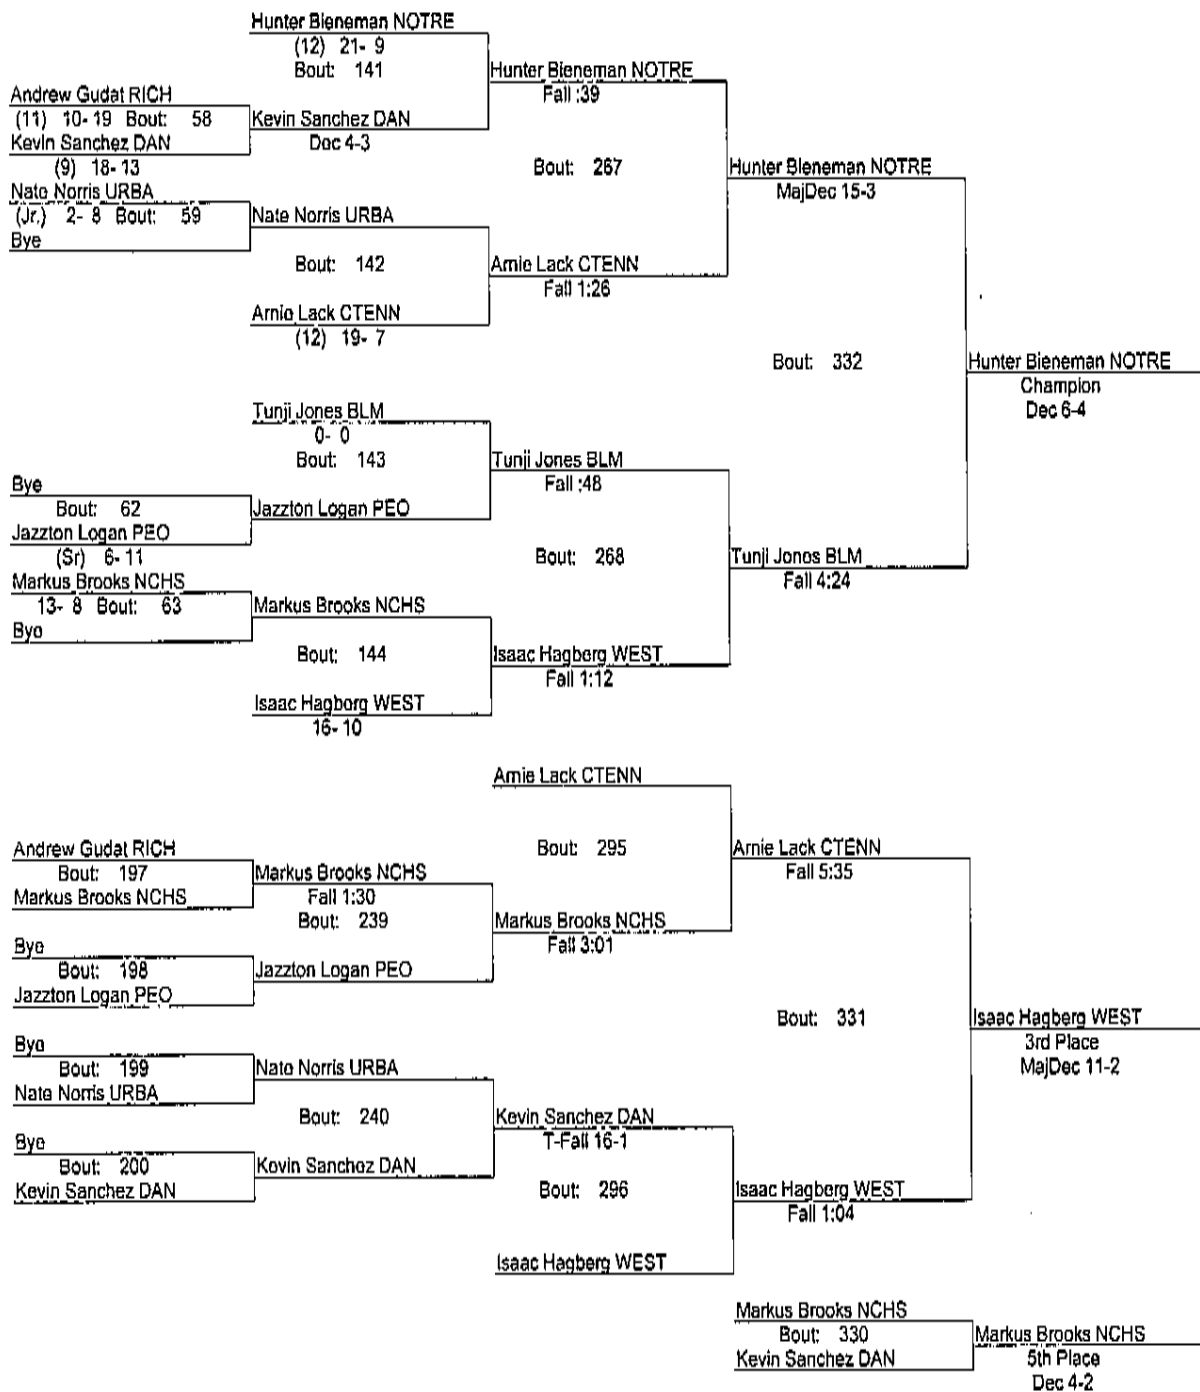 Hunter Bieneman NOTRE
(12) 21- 9
Bout: 141
Hunter Bieneman NOTRE
Fall :39
Andrew Gudat RICH
(11) 10- 19 Bout: 58
Kevin Sanchez DAN
Dec 4-3
Kevin Sanchez DAN
(9) 18- 13
Bout: 267
Hunter Bieneman NOTRE
MajDec 15-3
Nate Norris URBA
(Jr.) 2- 8 Bout: 59
Nate Norris URBA
Bye
Bout: 142
Arnie Lack CTENN
Fall 1:26
Arnie Lack CTENN
(12) 19- 7
Bout: 332
Hunter Bieneman NOTRE
Champion
Dec 6-4
Tunji Jones BLM
0- 0
Bout: 143
Tunji Jones BLM
Fall :48
Bye
Bout: 62
Jazzton Logan PEO
Jazzton Logan PEO
(Sr) 6- 11
Bout: 268
Tunji Jones BLM
Fall 4:24
Markus Brooks NCHS
13- 8 Bout: 63
Markus Brooks NCHS
Bye
Bout: 144
Isaac Hagberg WEST
Fall 1:12
Isaac Hagberg WEST
16- 10
Arnie Lack CTENN
Bout: 295
Arnie Lack CTENN
Fall 5:35
Andrew Gudat RICH
Bout: 197
Markus Brooks NCHS
Markus Brooks NCHS
Fall 1:30
Bout: 239
Markus Brooks NCHS
Fall 3:01
Bye
Bout: 198
Jazzton Logan PEO
Jazzton Logan PEO
Bout: 331
Isaac Hagberg WEST
3rd Place
MajDec 11-2
Bye
Bout: 199
Nate Norris URBA
Nate Norris URBA
Bout: 240
Kevin Sanchez DAN
T-Fall 16-1
Bye
Bout: 200
Kevin Sanchez DAN
Kevin Sanchez DAN
Bout: 296
Isaac Hagberg WEST
Fall 1:04
Isaac Hagberg WEST
Markus Brooks NCHS
Bout: 330
Kevin Sanchez DAN
Markus Brooks NCHS
5th Place
Dec 4-2